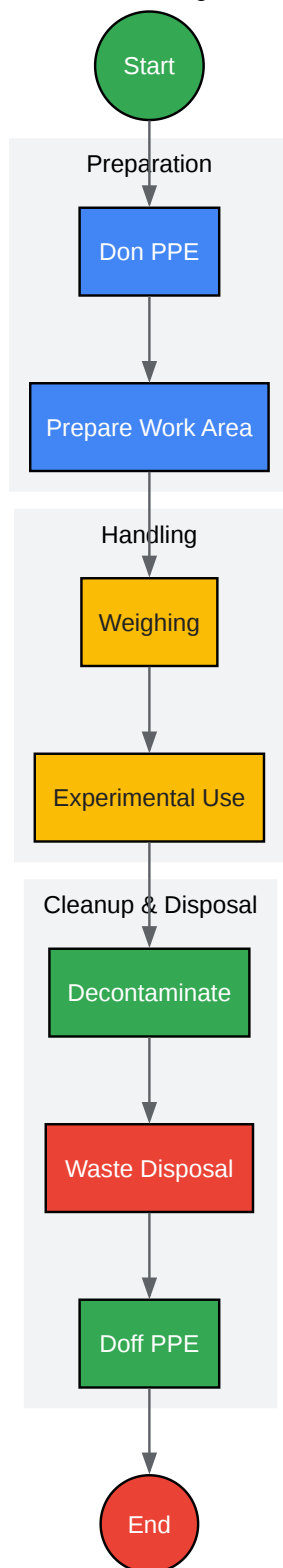 Start
Preparation
Don PPE
Prepare Work Area
Handling
Weighing
Experimental Use
Cleanup & Disposal
Decontaminate
Waste Disposal
Doff PPE
End